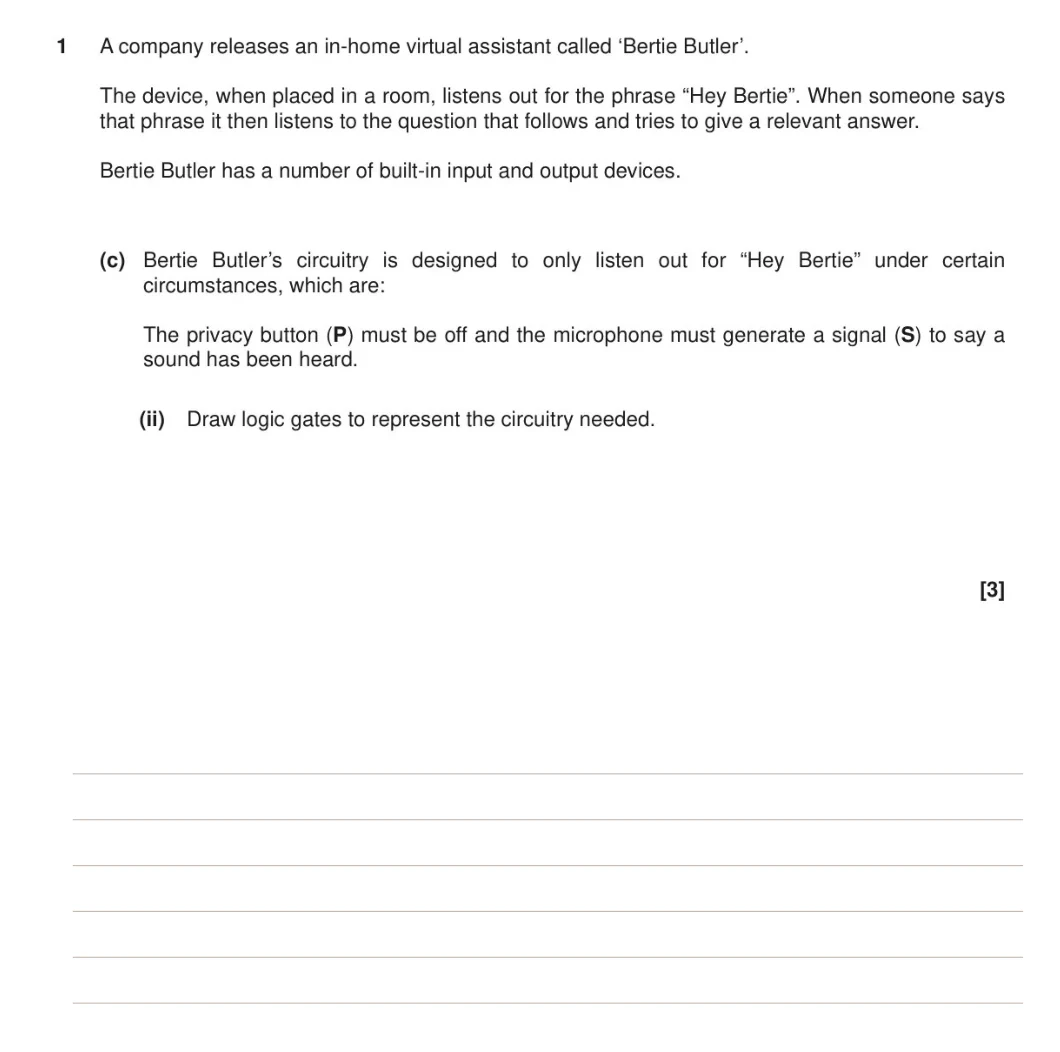 1 A company releases an in-home virtual assistant called ‘Bertie Butler’.
The device, when placed in a room, listens out for the phrase “Hey Bertie”. When someone says
that phrase it then listens to the question that follows and tries to give a relevant answer.
Bertie Butler has a number of built-in input and output devices.
(c) Bertie Butler’s circuitry is designed to only listen out for “Hey Bertie” under certain
circumstances, which are:
The privacy button (P) must be off and the microphone must generate a signal (S) to say a
sound has been heard.
(ii) Draw logic gates to represent the circuitry needed.
[3]